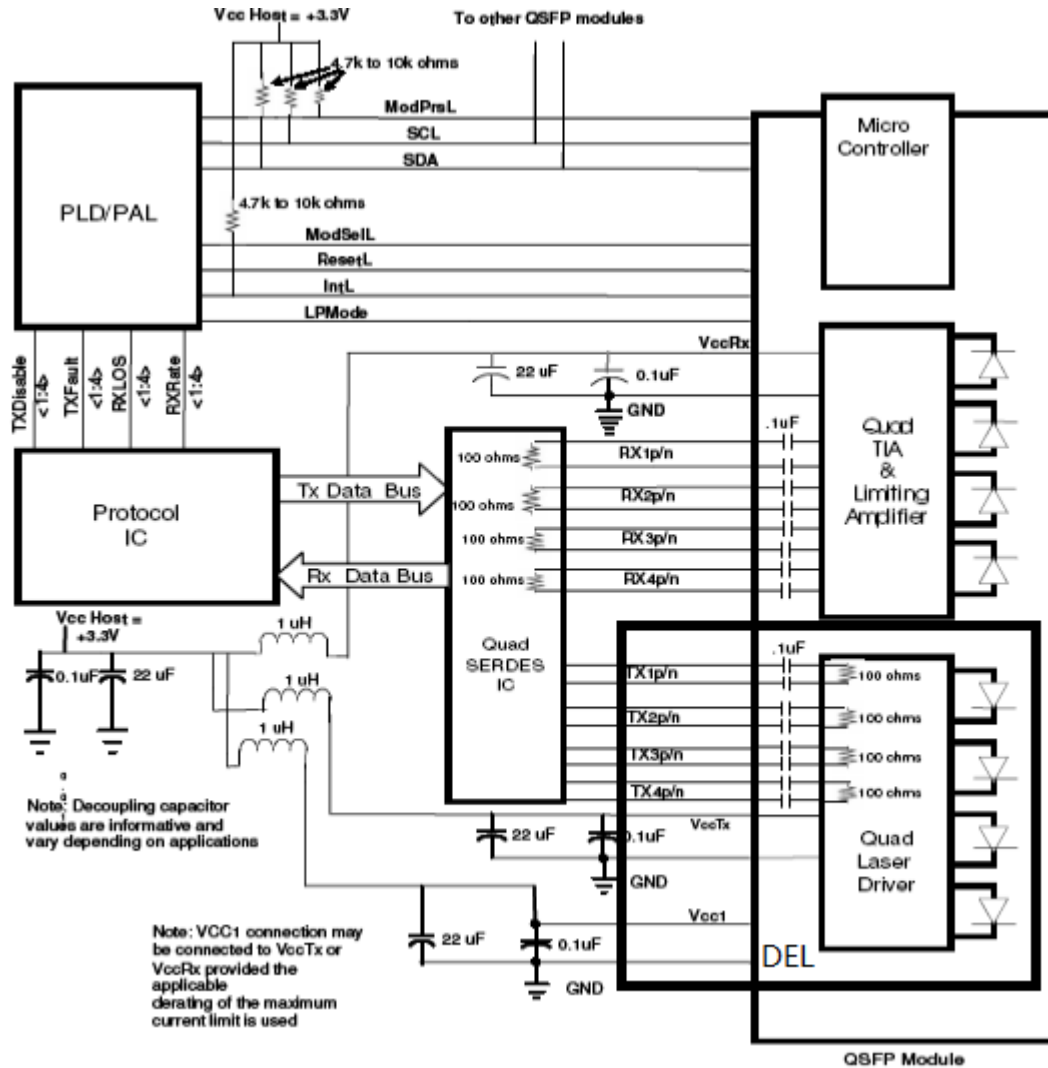 Vcc Host = +3.3V
To other QSFP modules
4.7k to 10k ohms
ModPrsL
SCL
SDA
Micro
Controller
PLD/PAL
4.7k to 10k ohms
ModSelL
ResetL
IntL
LPMode
TXDisable
<1:4>
TXFault
<1:4>
RXLOS
<1:4>
RXRate
<1:4>
VccRx
22 uF
0.1uF
GND
.1uF
Quad
TIA
&
Limiting
Amplifier
100 ohms
RX1p/n
100 ohms
RX2p/n
100 ohms
RX3p/n
100 ohms
RX4p/n
Tx Data Bus
Protocol
IC
Rx Data Bus
Quad
SERDES
IC
Vcc Host =
+3.3V
0.1uF
22 uF
1 uH
1 uH
1 uH
.1uF
TX1p/n
100 ohms
TX2p/n
100 ohms
TX3p/n
100 ohms
TX4p/n
100 ohms
Note: Decoupling capacitor
values are informative and
vary depending on applications
VccTx
22 uF
0.1uF
GND
Quad
Laser
Driver
Note: VCC1 connection may
be connected to VccTx or
VccRx provided the
applicable
derating of the maximum
current limit is used
22 uF
0.1uF
GND
Vcc1
DEL
QSFP Module